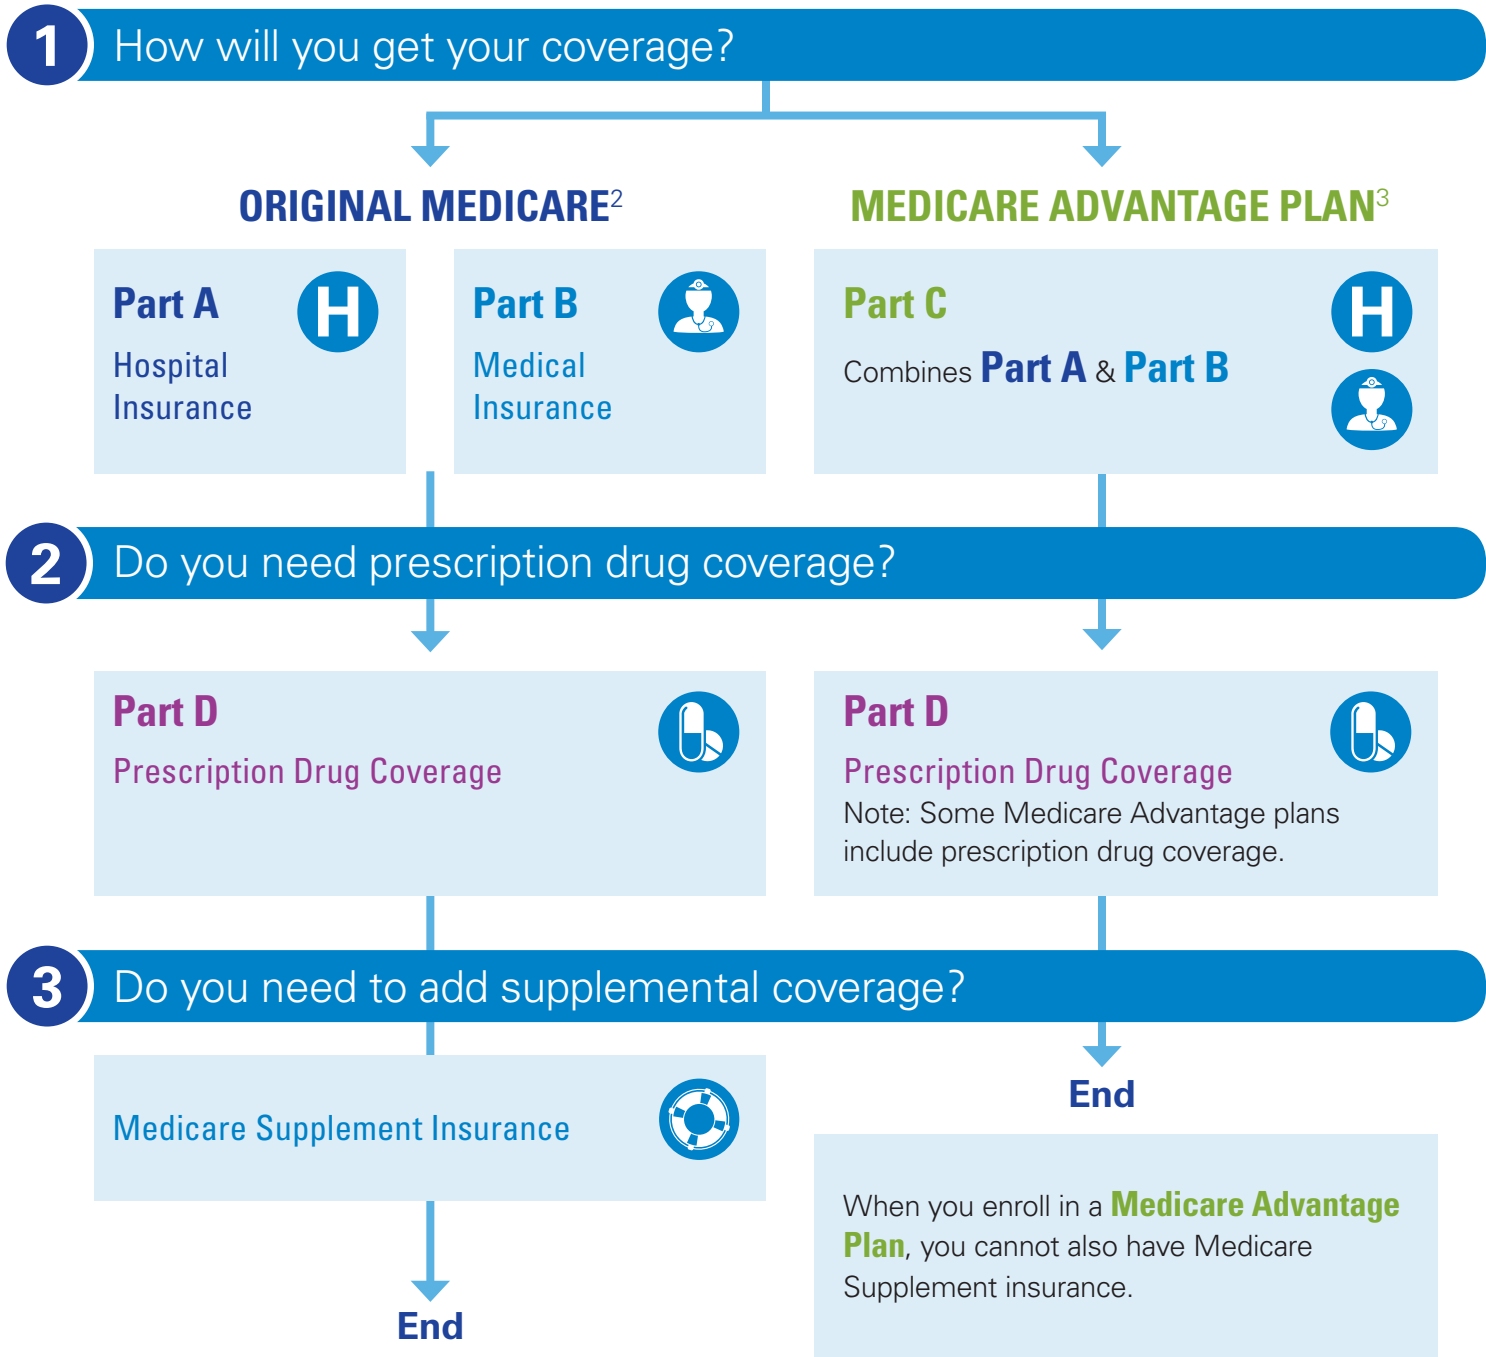 1 How will you get your coverage?
ORIGINAL MEDICARE2
MEDICARE ADVANTAGE PLAN3
Part A
H
Hospital
Insurance
Part B
Medical
Insurance
Part C
H
Combines Part A & Part B
2 Do you need prescription drug coverage?
Part D
Prescription Drug Coverage
Part D
Prescription Drug Coverage
Note: Some Medicare Advantage plans
include prescription drug coverage.
3 Do you need to add supplemental coverage?
Medicare Supplement Insurance
End
End
When you enroll in a Medicare Advantage
Plan, you cannot also have Medicare
Supplement insurance.